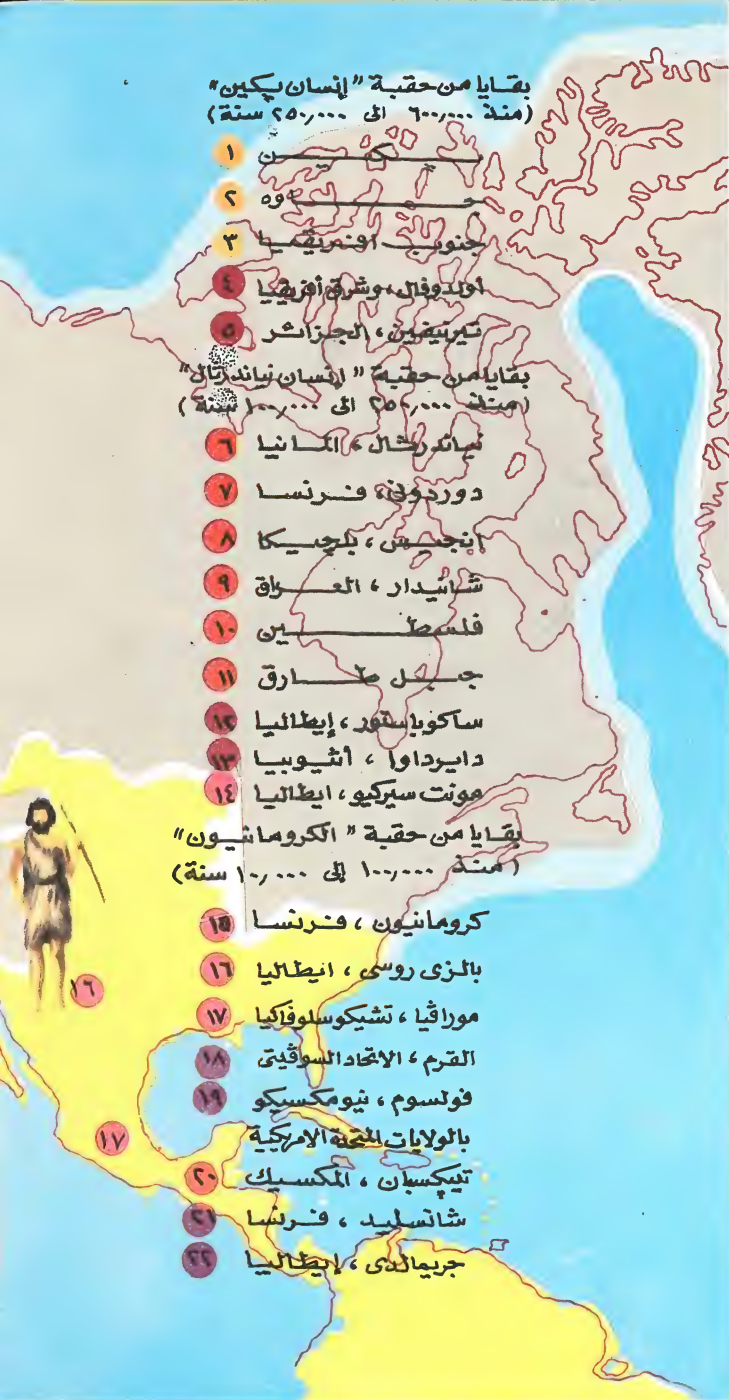 بقايا من حقبة "إنسان بكين"
(منذ ٦٠٠٫٠٠٠ الى ٢٥٠٫٠٠٠ سنة)
١ بكين
٢ جاوه
٣ جنوب افريقيا
٤ أولدوفال، وشرق أفريقيا
٥ تيرنيفين، الجزائر
بقايا من حقبة "إنسان نياندرتال"
(منذ ٢٥٠٫٠٠٠ الى ١٠٠٫٠٠٠ سنة)
٦ نياندرثال، المانيا
٧ دوردونى، فرنسا
٨ إنجيس، بلجيكا
٩ شانيدار، العراق
١٠ فلسطين
١١ جبل طارق
١٢ ساكوباستور، إيطاليا
١٣ دايرداوا، أثيوبيا
١٤ مونت سيركيو، ايطاليا
بقايا من حقبة "الكرومانيون"
(منذ ١٠٠٫٠٠٠ إلى ١٠٫٠٠٠ سنة)
١٥ كرومانيون، فرنسا
١٦ بالزى روسى، ايطاليا
١٦
١٧ موراڤيا، تشيكوسلوفاكيا
١٨ القرم، الاتحاد السوڤيتى
١٩ فولسوم، نيومكسيكو
بالولايات المتحدة الامريكية
١٧
٢٠ تيپكسبان، المكسيك
٢١ شانسليد، فرنسا
٢٢ جريمالدى، إيطاليا